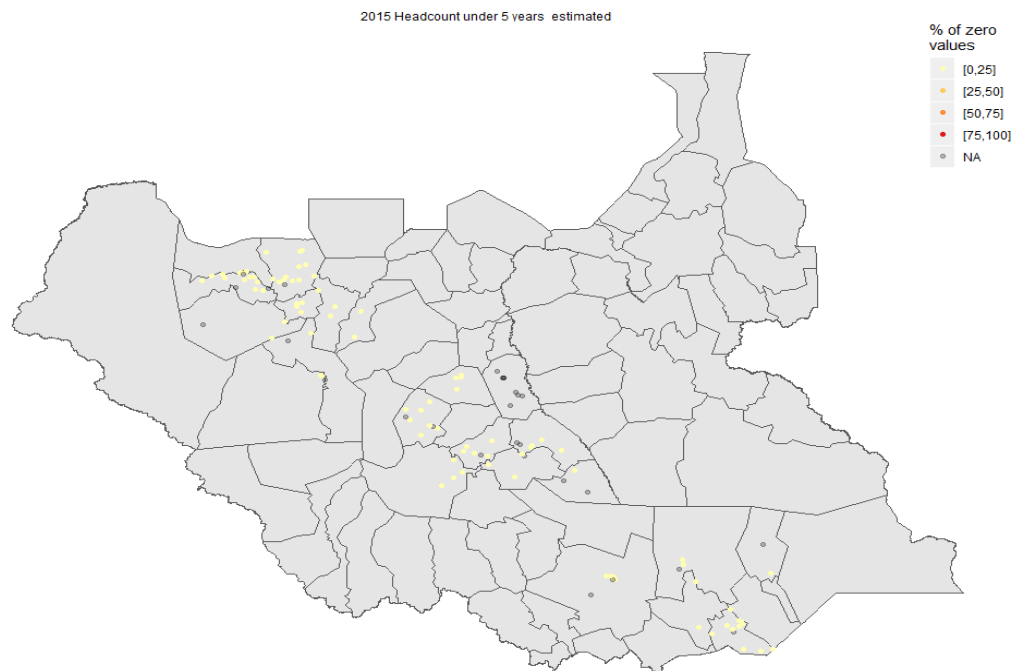 2015 Headcount under 5 years estimated
% of zero
values
[0,25]
[25,50]
[50,75]
[75,100]
NA